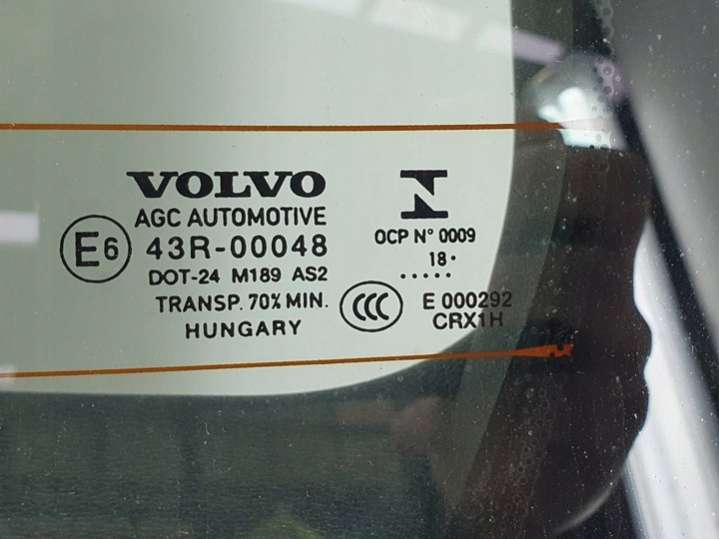 VOLVO
AGC AUTOMOTIVE
E6 43R-00048
DOT-24 M189 AS2
TRANSP. 70% MIN.
HUNGARY
OCP N° 0009
18•
•••••
CCC
E 000292
CRX1H